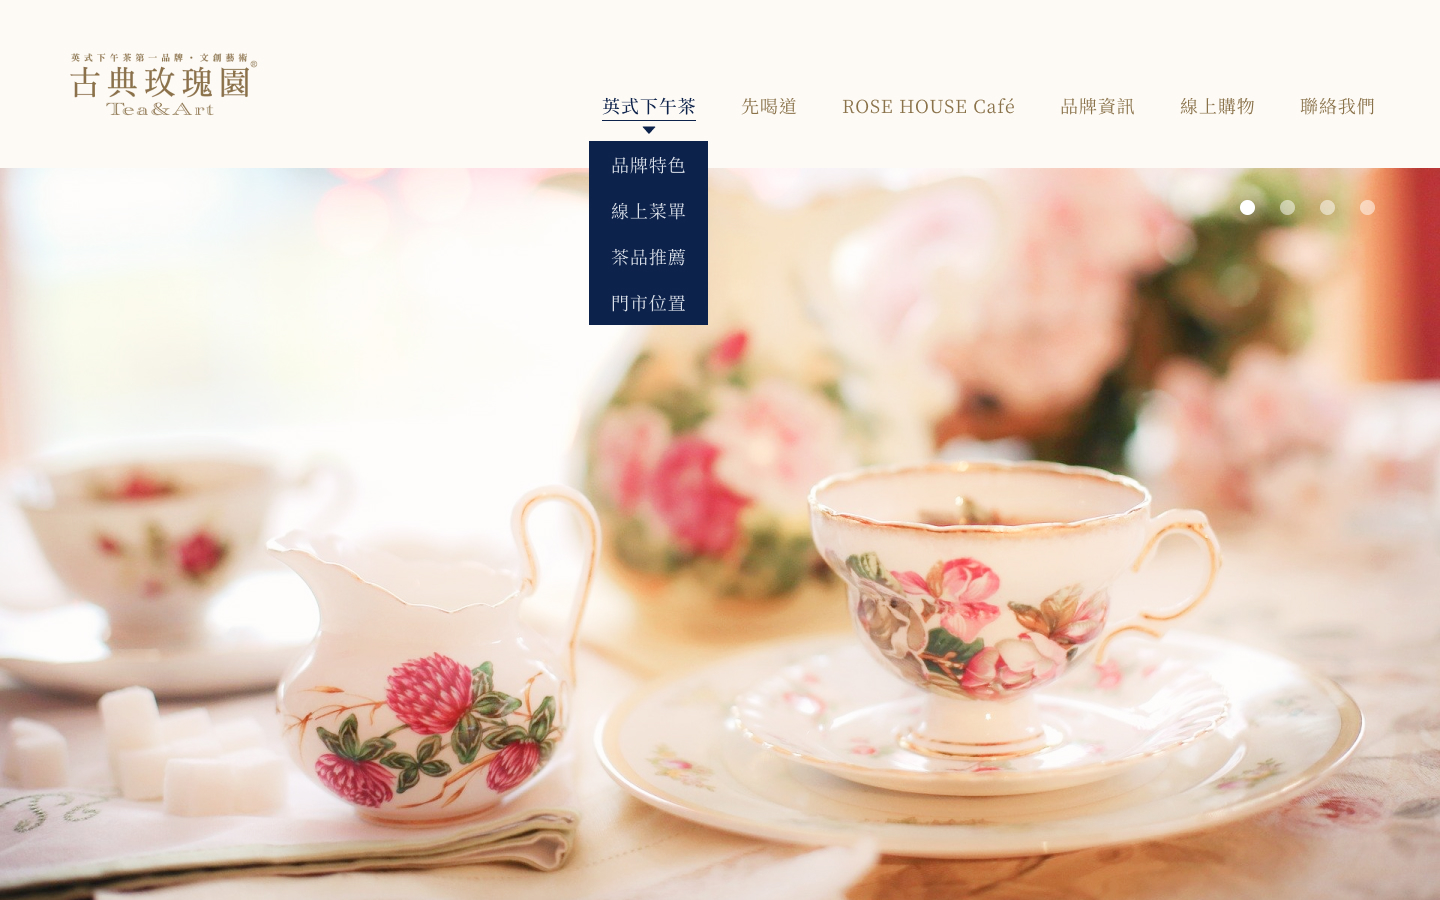 英式下午茶第一品牌・文創藝術
古典玫瑰園®
Tea&Art
英式下午茶
先喝道
ROSE HOUSE Café
品牌資訊
線上購物
聯絡我們
品牌特色
線上菜單
茶品推薦
門市位置